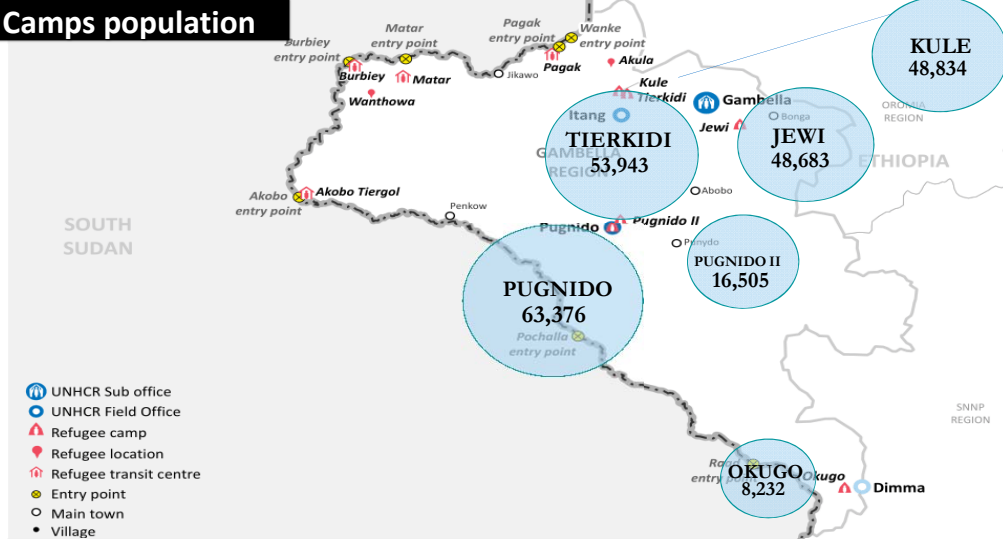 Camps population
Burbiey
entry point
Matar
entry point
Pagak
entry point
Wanke
entry point
Burbiey
Matar
Wanthowa
Jikawo
Pagak
Akula
Kule
Tierkidi
Gambella
Itang
Jewi
Bonga
KULE
48,834
OROMIA
REGION
TIERKIDI
53,943
GAMBELLA
REGION
JEWI
48,683
ETHIOPIA
Akobo
entry point
Akobo Tiergol
Penkow
Abobo
SOUTH
SUDAN
Pugnido
Pugnido II
Punydo
PUGNIDO II
16,505
PUGNIDO
63,376
Pochalla
entry point
UNHCR Sub office
UNHCR Field Office
Refugee camp
Refugee location
Refugee transit centre
Entry point
Main town
Village
SNNP
REGION
Raad
entry point
OKUGO
8,232
Okugo
Dimma